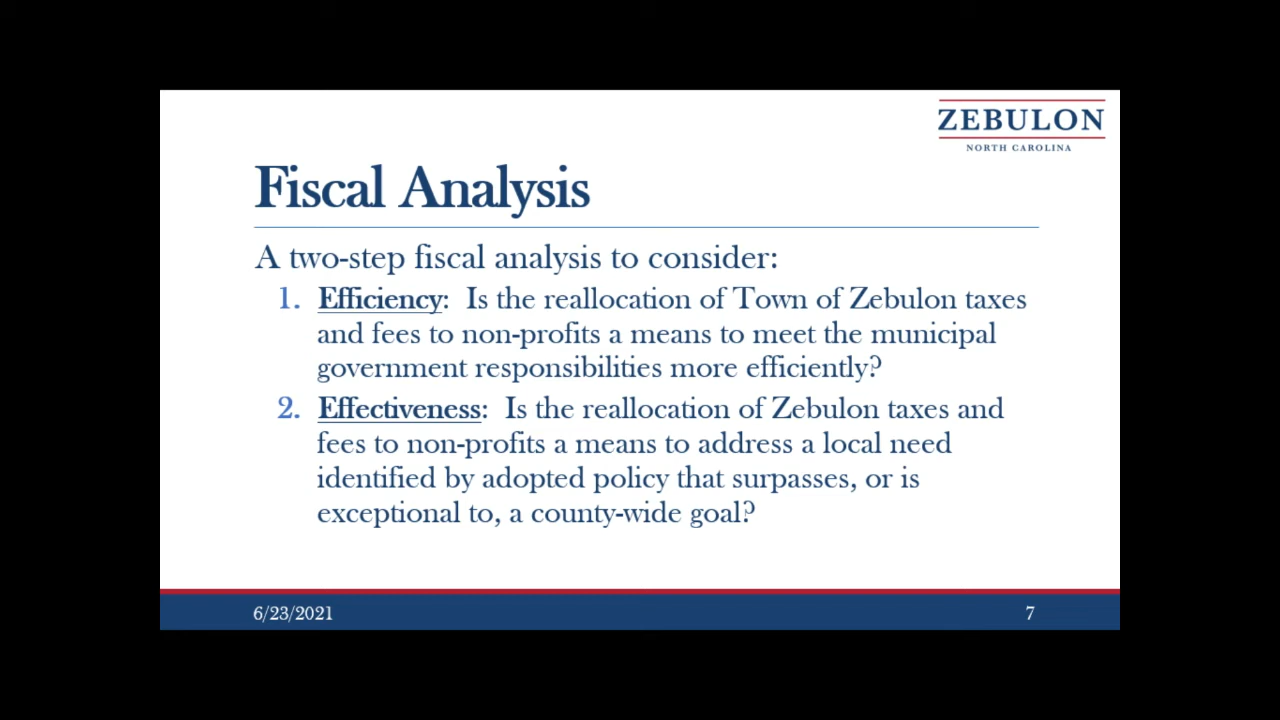 ZEBULON
NORTH CAROLINA
Fiscal Analysis
A two-step fiscal analysis to consider:
1. Efficiency: Is the reallocation of Town of Zebulon taxes
and fees to non-profits a means to meet the municipal
government responsibilities more efficiently?
2. Effectiveness: Is the reallocation of Zebulon taxes and
fees to non-profits a means to address a local need
identified by adopted policy that surpasses, or is
exceptional to, a county-wide goal?
6/23/2021
7